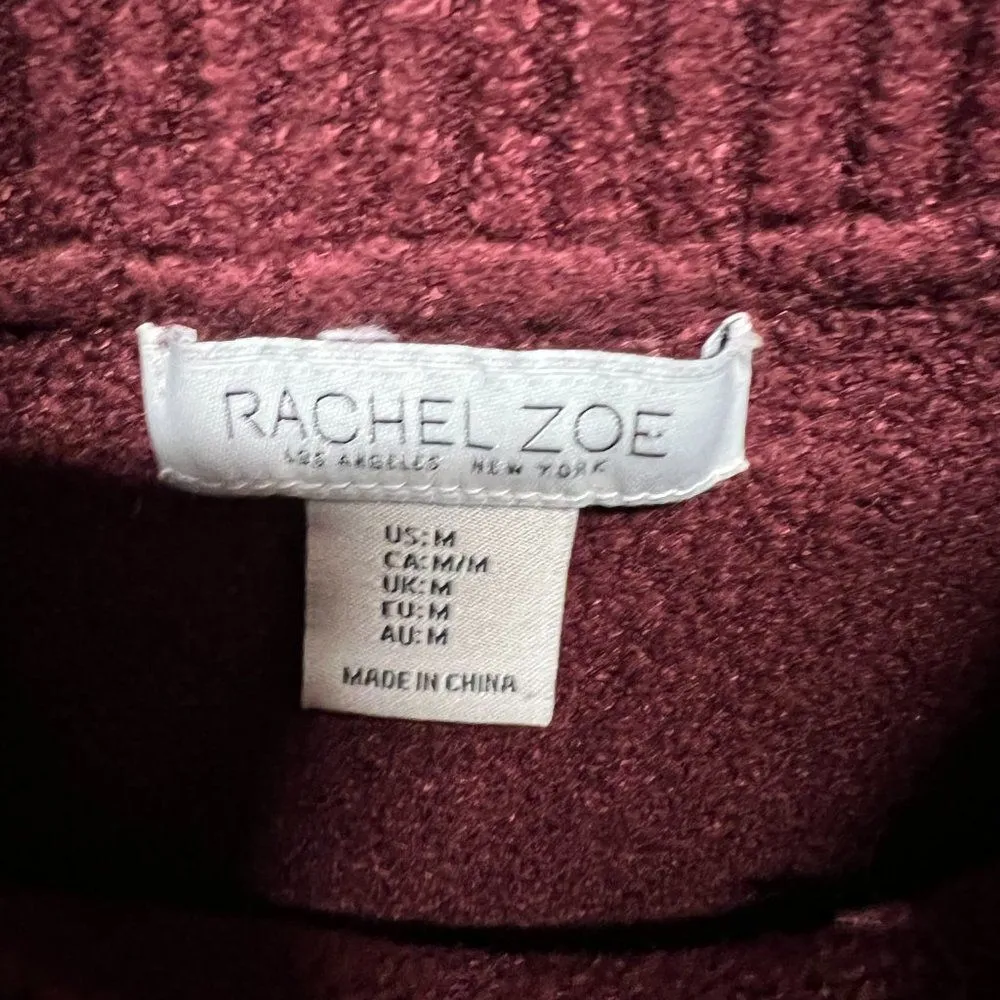 RACHEL ZOE
LOS ANGELES NEW YORK
US: M
CA: M/M
UK: M
EU: M
AU: M
MADE IN CHINA